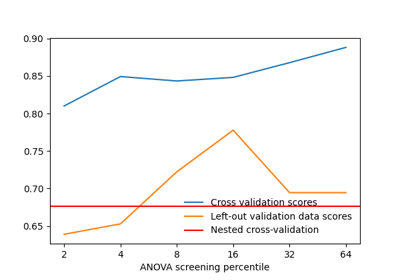 0.90
0.85
0.80
0.75
0.70
0.65
Cross validation scores
Left-out validation data scores
Nested cross-validation
2 4 8 16 32 64
ANOVA screening percentile